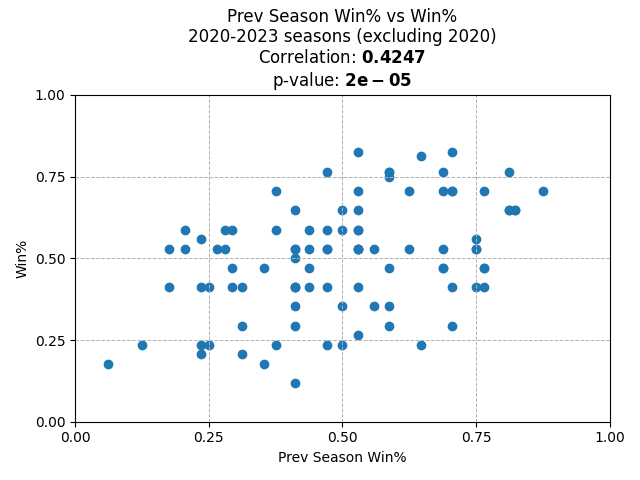 Prev Season Win% vs Win%
2020-2023 seasons (excluding 2020)
Correlation: 0.4247
p-value: 2e − 05
1.00
0.75
0.50
0.25
0.00
Win%
0.00 0.25 0.50 0.75 1.00
Prev Season Win%